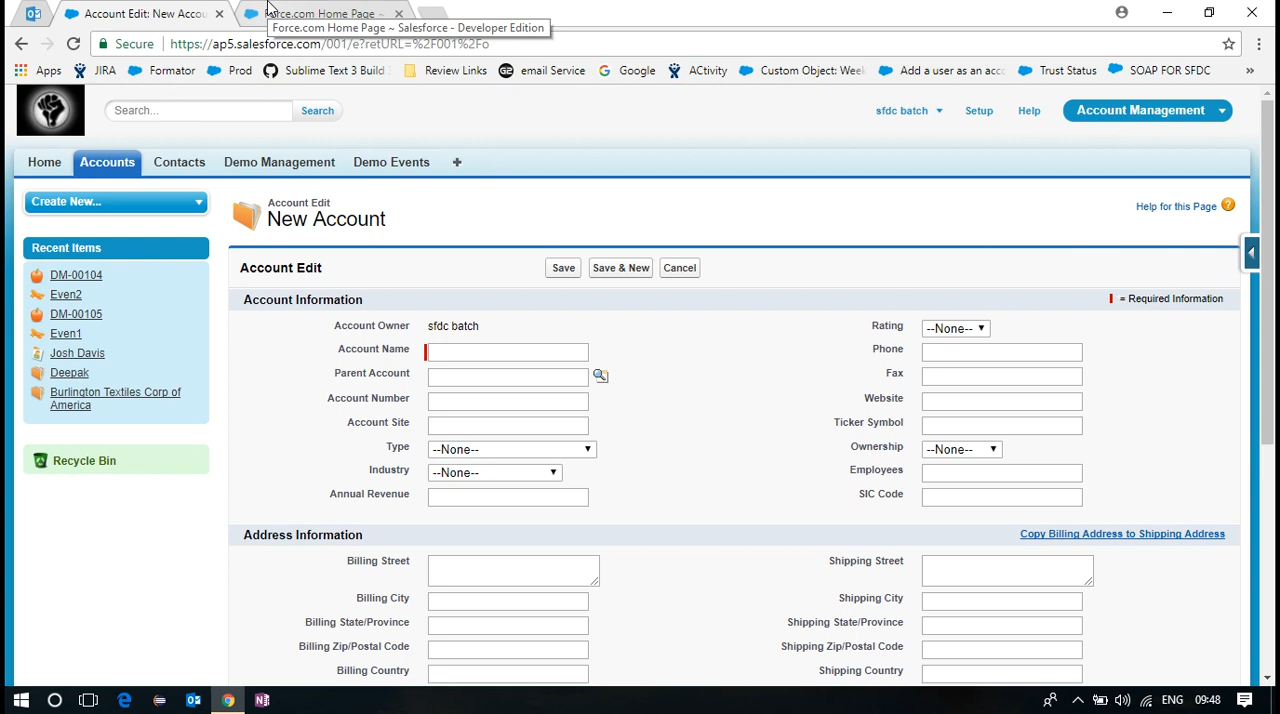 Account Edit: New Accou
Force.com Home Page ~
Force.com Home Page ~ Salesforce - Developer Edition
Secure https://ap5.salesforce.com/001/e?retURL=%2F001%2Fo
Apps JIRA Formator Prod Sublime Text 3 Build Review Links email Service Google ACtivity Custom Object: Week Add a user as an acco Trust Status SOAP FOR SFDC »
Search... Search sfdc batch Setup Help Account Management
Home Accounts Contacts Demo Management Demo Events +
Create New...
Recent Items
DM-00104
Even2
DM-00105
Even1
Josh Davis
Deepak
Burlington Textiles Corp of
America
Recycle Bin
Account Edit
New Account
Help for this Page ?
Account Edit Save Save & New Cancel
Account Information = Required Information
Account Owner sfdc batch Rating --None--
Account Name Phone
Parent Account Fax
Account Number Website
Account Site Ticker Symbol
Type --None-- Ownership --None--
Industry --None-- Employees
Annual Revenue SIC Code
Address Information Copy Billing Address to Shipping Address
Billing Street Shipping Street
Billing City Shipping City
Billing State/Province Shipping State/Province
Billing Zip/Postal Code Shipping Zip/Postal Code
Billing Country Shipping Country
ENG 09:48